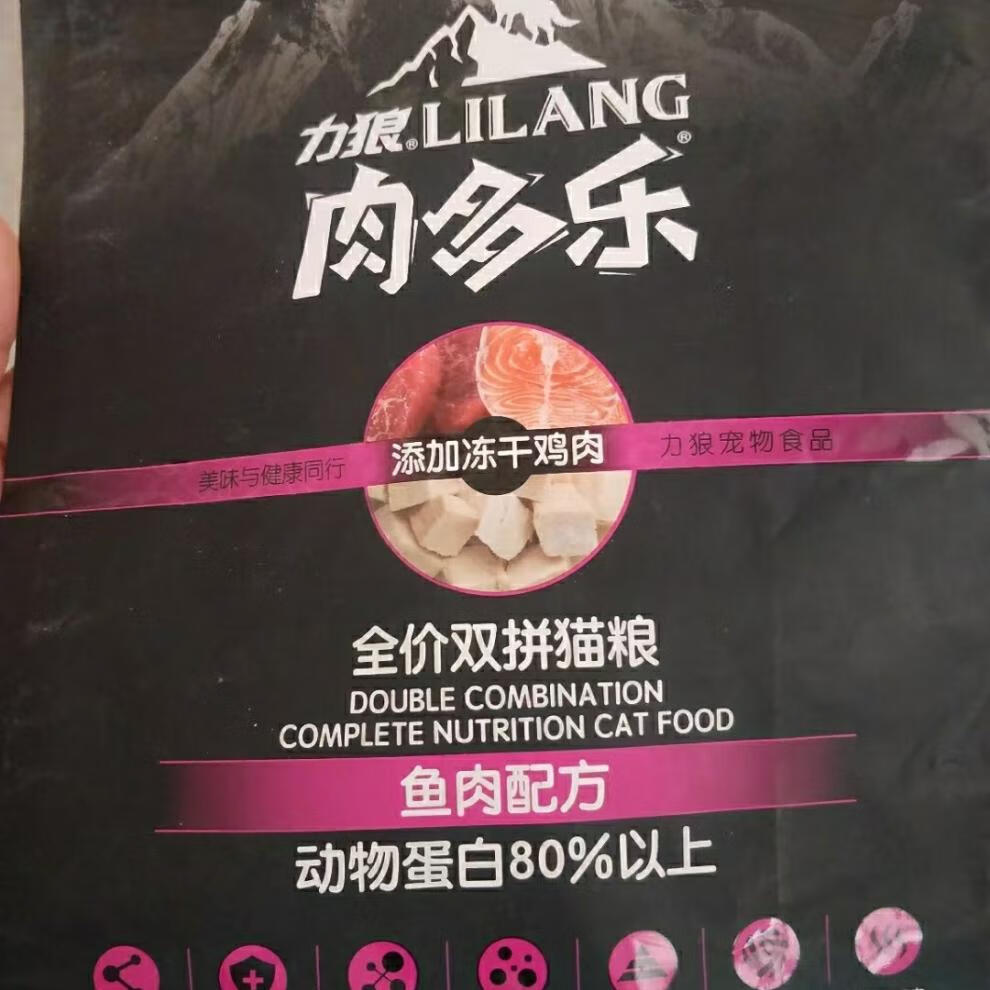 力狼®LILANG®
肉多乐
美味与健康同行
添加冻干鸡肉
力狼宠物食品
全价双拼猫粮
DOUBLE COMBINATION
COMPLETE NUTRITION CAT FOOD
鱼肉配方
动物蛋白80%以上